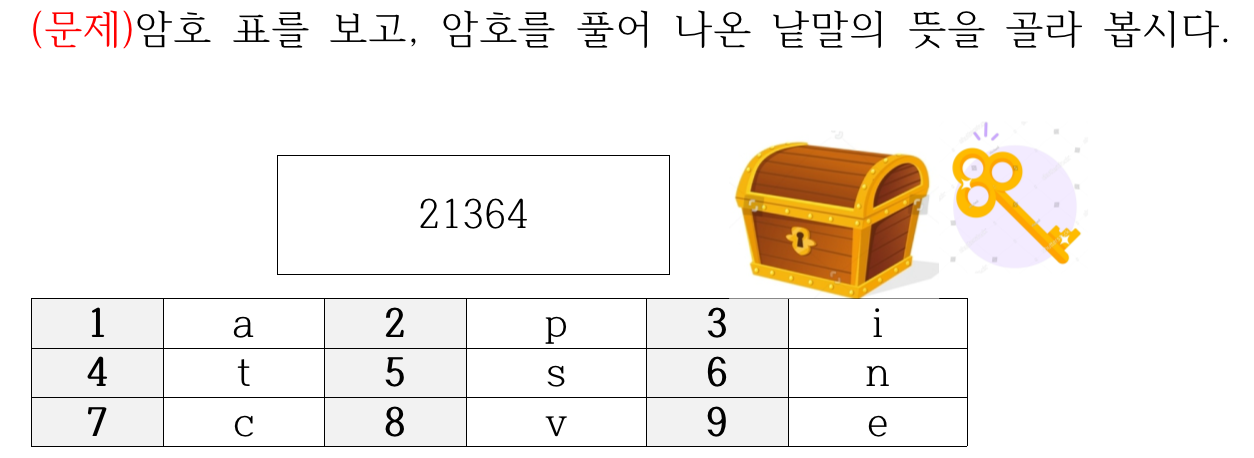 (문제)암호 표를 보고, 암호를 풀어 나온 낱말의 뜻을 골라 봅시다.
21364
1 a 2 p 3 i
4 t 5 s 6 n
7 c 8 v 9 e